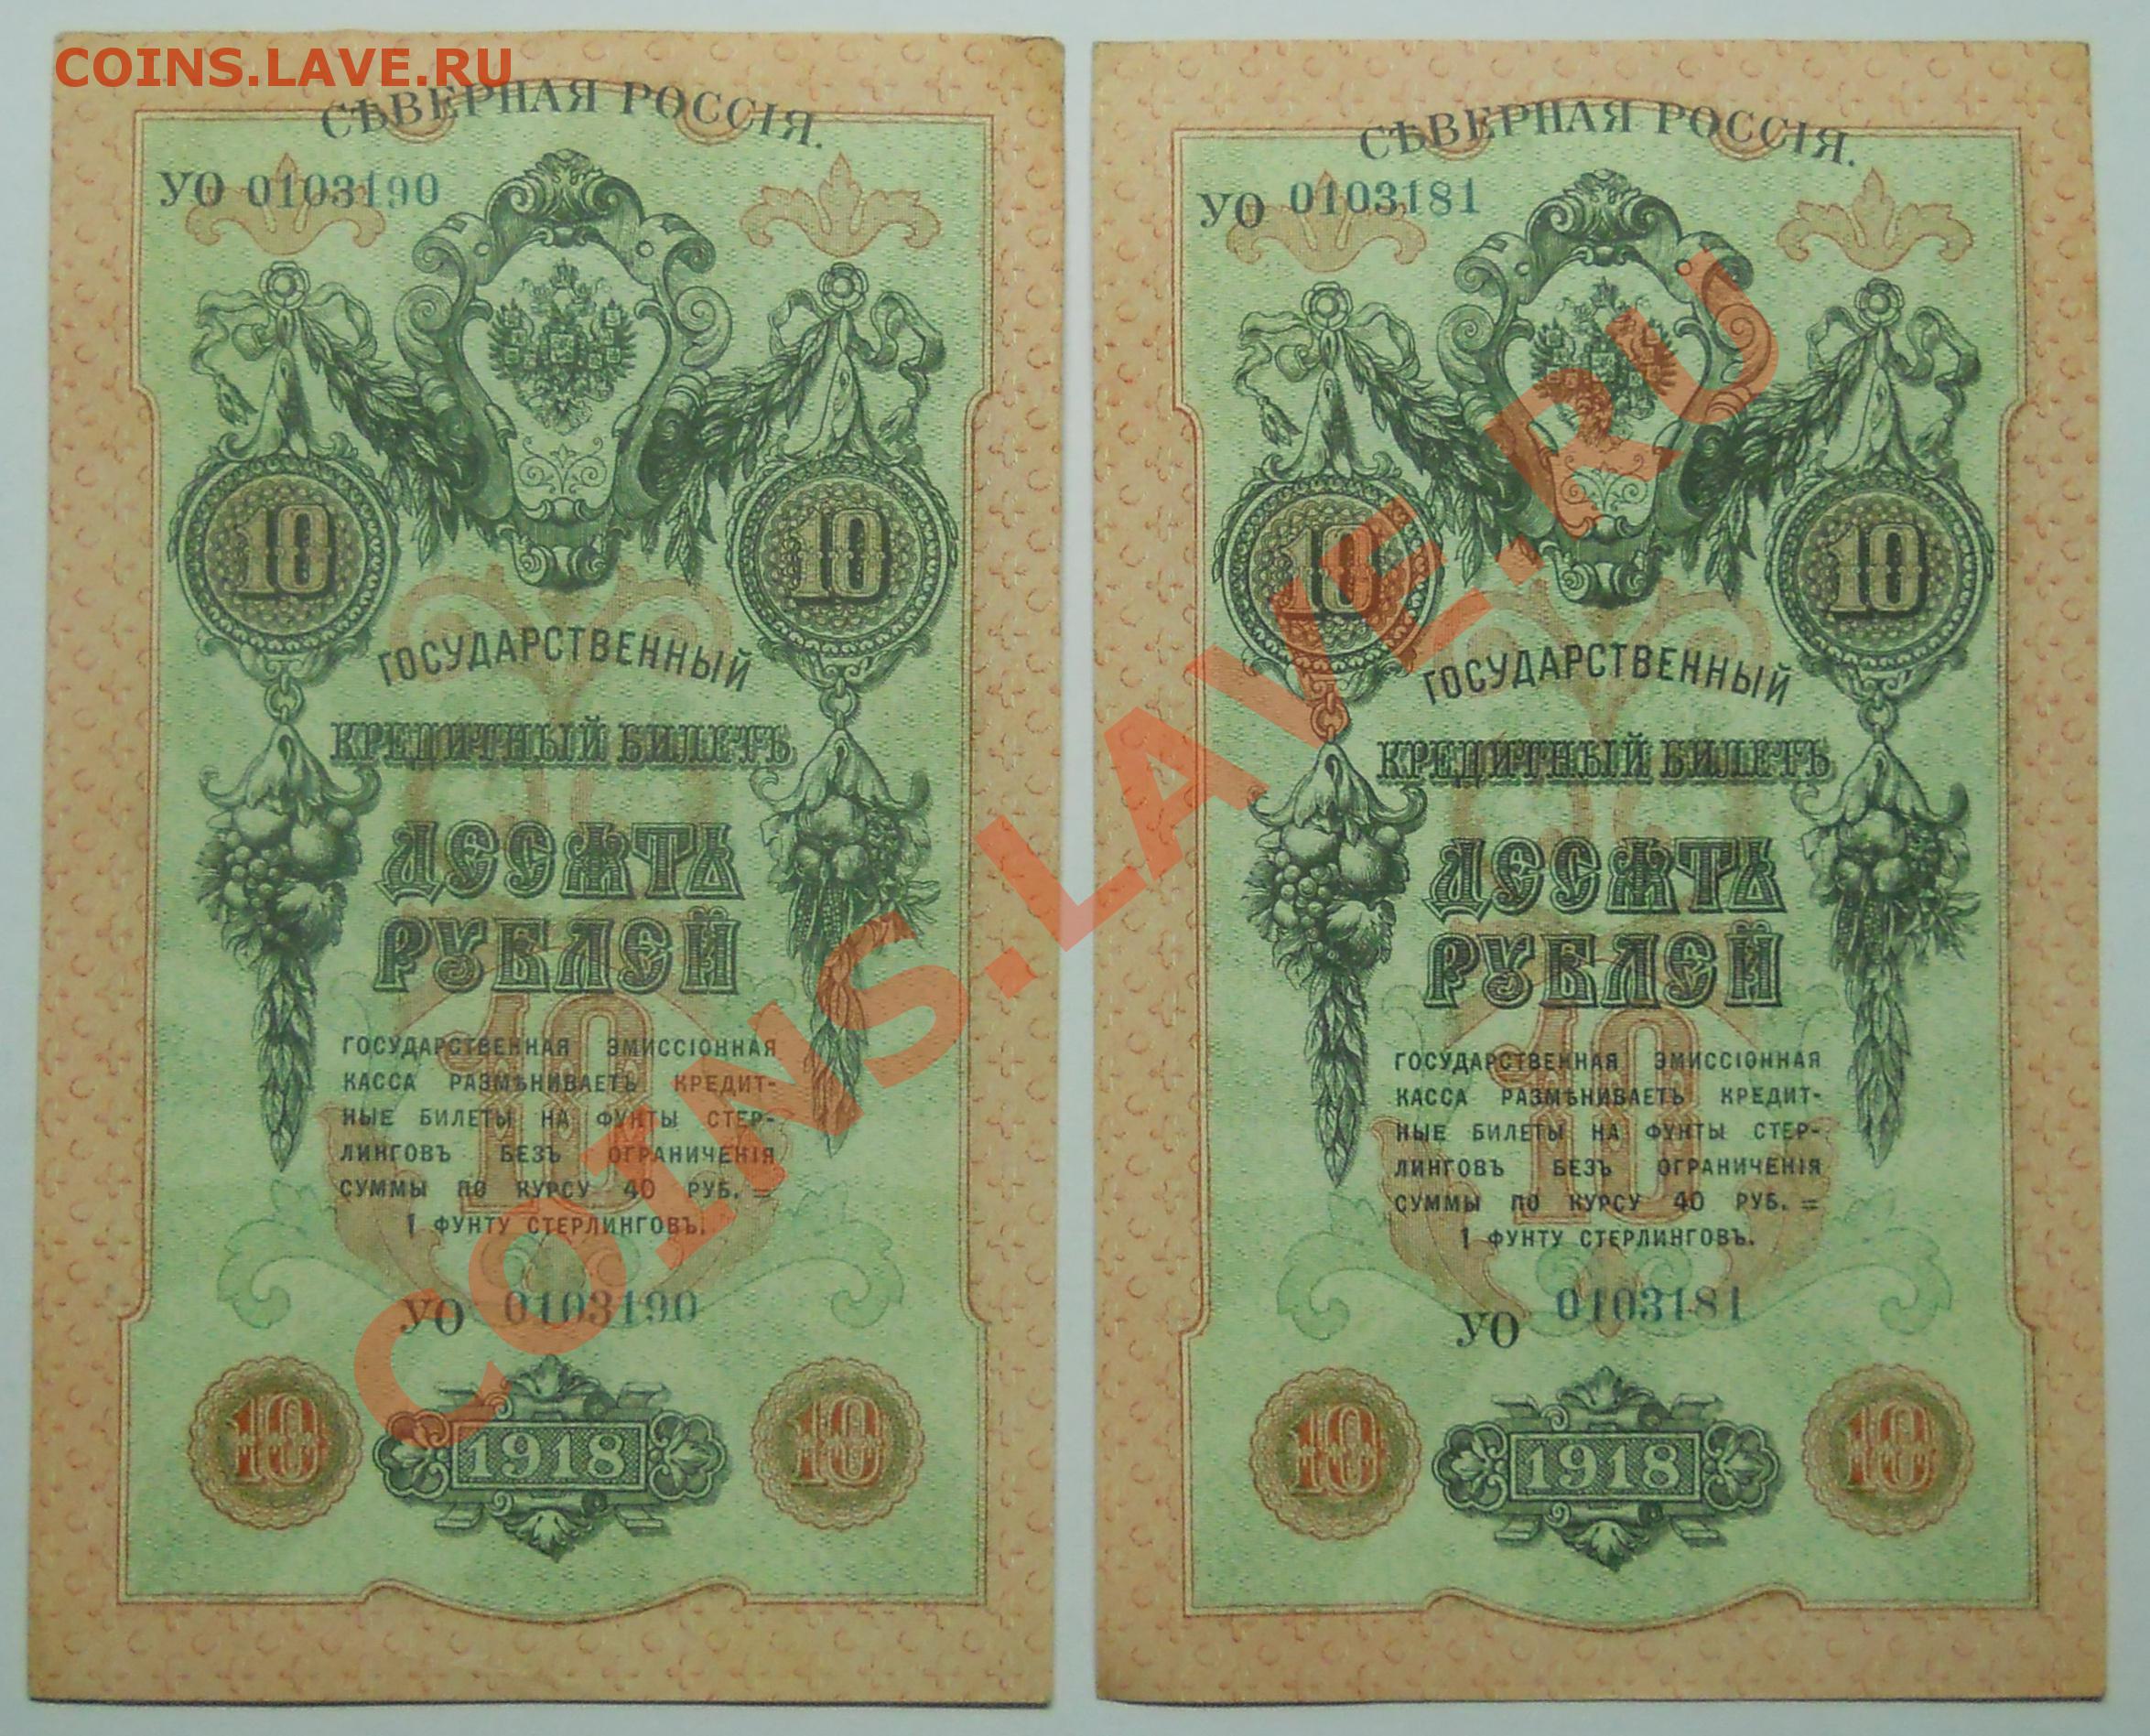 COINS.LAVE.RU
СѢВЕРНАЯ РОССІЯ.
УО 0103190
10 10
ГОСУДАРСТВЕННЫЙ
КРЕДИТНЫЙ БИЛЕТЪ
ДЕСЯТЬ
РУБЛЕЙ
10
ГОСУДАРСТВЕННАЯ ЭМИССІОННАЯ
КАССА РАЗМѢНИВАЕТЪ КРЕДИТ-
НЫЕ БИЛЕТЫ НА ФУНТЫ СТЕР-
ЛИНГОВЪ БЕЗЪ ОГРАНИЧЕНІЯ
СУММЫ ПО КУРСУ 40 РУБ. =
1 ФУНТУ СТЕРЛИНГОВЪ.
УО 0103190
10 1918 10
СѢВЕРНАЯ РОССІЯ.
УО 0103181
10 10
ГОСУДАРСТВЕННЫЙ
КРЕДИТНЫЙ БИЛЕТЪ
ДЕСЯТЬ
РУБЛЕЙ
10
ГОСУДАРСТВЕННАЯ ЭМИССІОННАЯ
КАССА РАЗМѢНИВАЕТЪ КРЕДИТ-
НЫЕ БИЛЕТЫ НА ФУНТЫ СТЕР-
ЛИНГОВЪ БЕЗЪ ОГРАНИЧЕНІЯ
СУММЫ ПО КУРСУ 40 РУБ. =
1 ФУНТУ СТЕРЛИНГОВЪ.
УО 0103181
10 1918 10
COINS.LAVE.RU